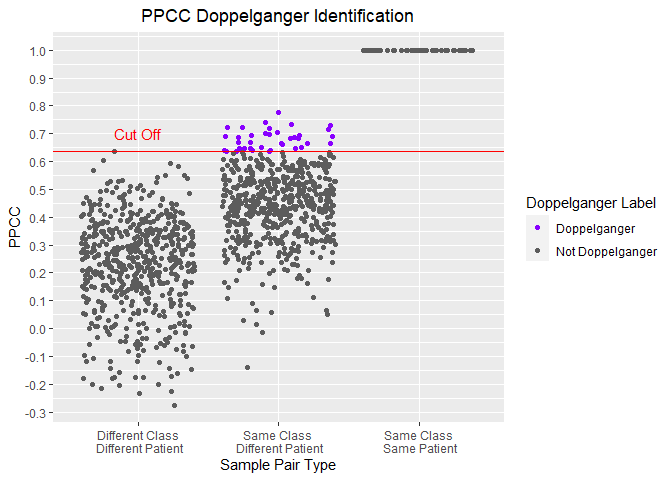 PPCC Doppelganger Identification
1.0
0.9
0.8
0.7
0.6
0.5
0.4
0.3
0.2
0.1
0.0
-0.1
-0.2
-0.3
PPCC
Cut Off
Different Class
Different Patient
Same Class
Different Patient
Same Class
Same Patient
Sample Pair Type
Doppelganger Label
Doppelganger
Not Doppelganger